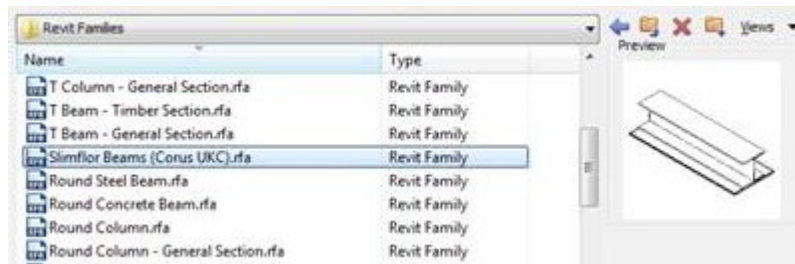 Revit Families
Views
Preview
Name Type
T Column - General Section.rfa Revit Family
T Beam - Timber Section.rfa Revit Family
T Beam - General Section.rfa Revit Family
Slimflor Beams (Corus UKC).rfa Revit Family
Round Steel Beam.rfa Revit Family
Round Concrete Beam.rfa Revit Family
Round Column.rfa Revit Family
Round Column - General Section.rfa Revit Family